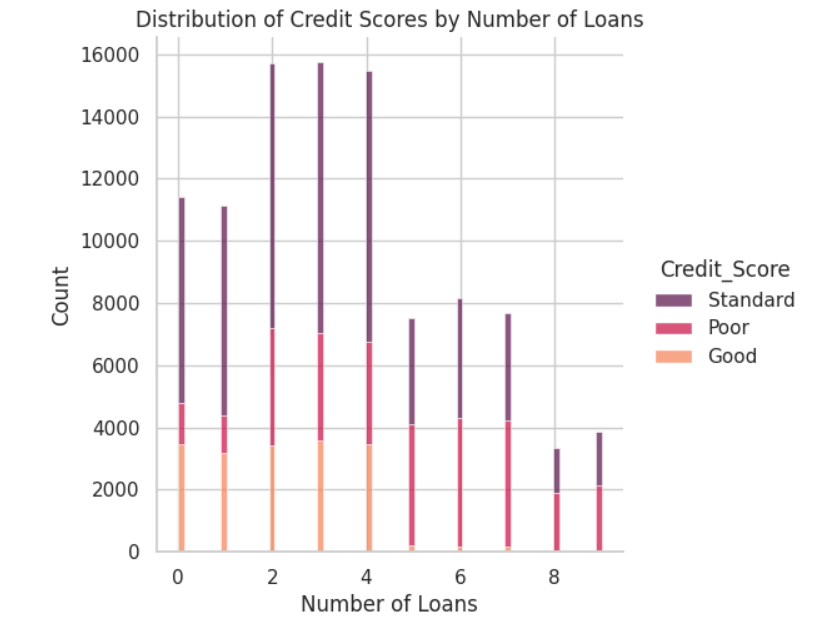 Distribution of Credit Scores by Number of Loans
16000
14000
12000
10000
8000
6000
4000
2000
0
Count
0 2 4 6 8
Number of Loans
Credit_Score
Standard
Poor
Good